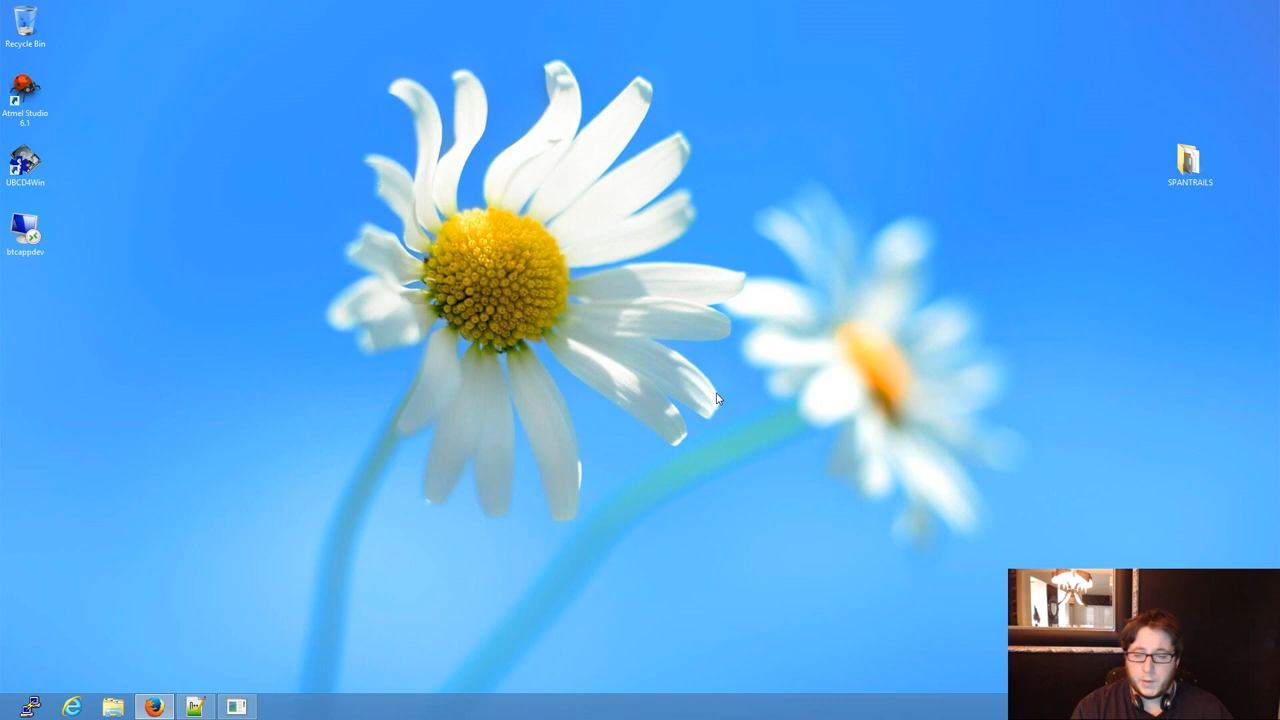 Recycle Bin
Atmel Studio
6.1
UBCD4Win
btcappdev
SPANTRAILS